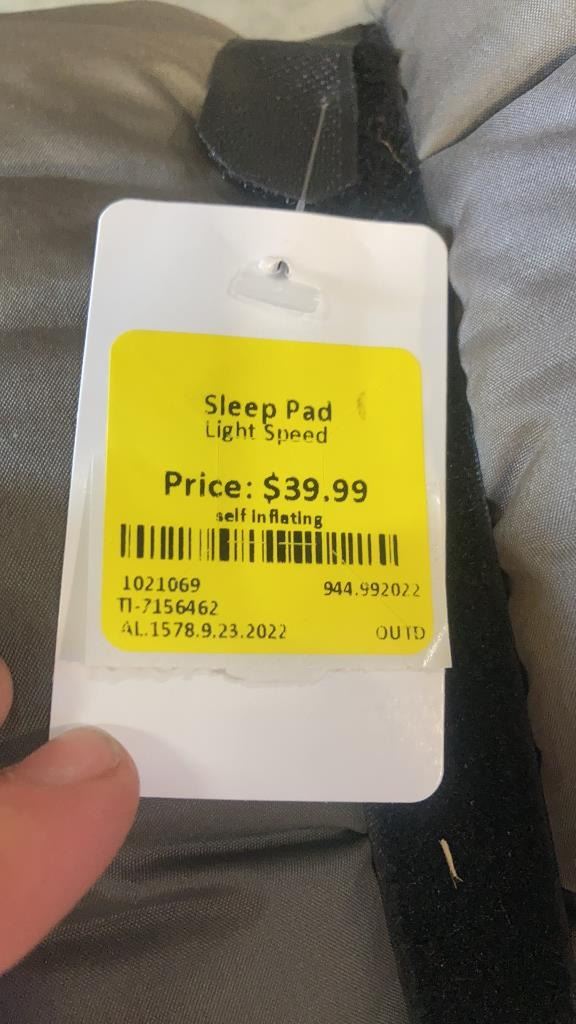 Sleep Pad
Light Speed
Price: $39.99
self inflating
1021069 944.992022
TI-7156462
AL.1578.9.23.2022 OUTD